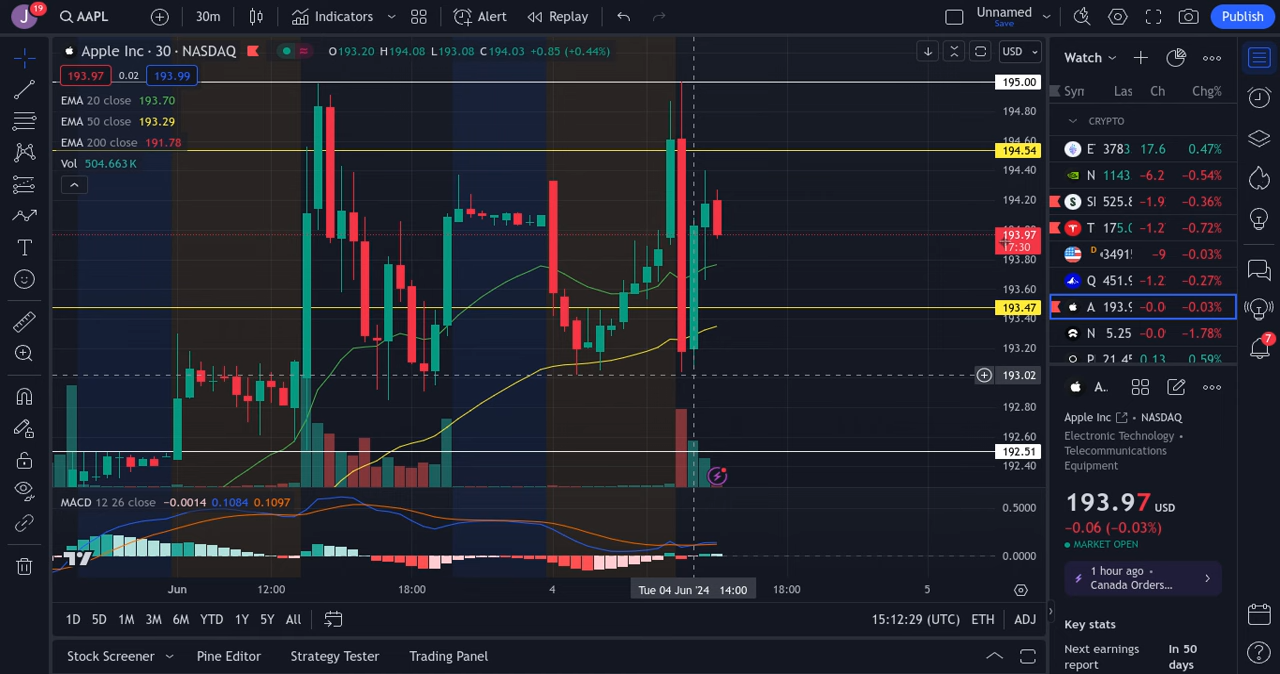 J 19 AAPL 30m Indicators Alert Replay Unnamed Save Publish
Apple Inc · 30 · NASDAQ O193.20 H194.08 L193.08 C194.03 +0.85 (+0.44%) USD
193.97 0.02 193.99
EMA 20 close 193.70
EMA 50 close 193.29
EMA 200 close 191.78
Vol 504.663 K
195.00
194.80
194.54
194.40
194.20
193.97
17:30
193.80
193.60
193.47
193.40
193.20
193.02
192.80
192.60
192.51
192.40
MACD 12 26 close −0.0014 0.1084 0.1097
0.5000
0.0000
Jun 12:00 18:00 4 Tue 04 Jun '24 14:00 18:00 5
1D 5D 1M 3M 6M YTD 1Y 5Y All 15:12:29 (UTC) ETH ADJ
Stock Screener Pine Editor Strategy Tester Trading Panel
Watch
Syn Las Ch Chg%
CRYPTO
3783 17.6 0.47%
N 1143 −6.2 −0.54%
S SI 525.8 −1.9 −0.36%
T 175.0 −1.2 −0.72%
D 3491 −9 −0.03%
Q 451.9 −1.2 −0.27%
A 193.9 −0.0 −0.03%
N 5.25 −0.0 −1.78%
P 21.45 0.13 0.59%
7
A..
Apple Inc • NASDAQ
Electronic Technology •
Telecommunications
Equipment
193.97 USD
−0.06 (−0.03%)
MARKET OPEN
1 hour ago •
Canada Orders...
Key stats
Next earnings In 50
report days